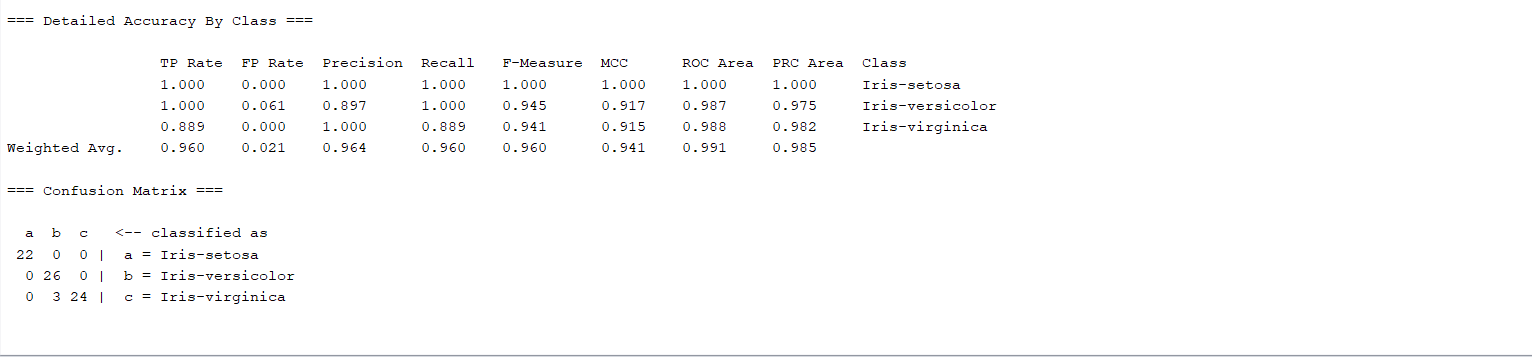 === Detailed Accuracy By Class ===
                 TP Rate  FP Rate  Precision  Recall   F-Measure  MCC      ROC Area  PRC Area  Class
                 1.000    0.000    1.000      1.000    1.000      1.000    1.000     1.000     Iris-setosa
                 1.000    0.061    0.897      1.000    0.945      0.917    0.987     0.975     Iris-versicolor
                 0.889    0.000    1.000      0.889    0.941      0.915    0.988     0.982     Iris-virginica
Weighted Avg.    0.960    0.021    0.964      0.960    0.960      0.941    0.991     0.985
=== Confusion Matrix ===
  a  b  c   <-- classified as
 22  0  0 |  a = Iris-setosa
  0 26  0 |  b = Iris-versicolor
  0  3 24 |  c = Iris-virginica